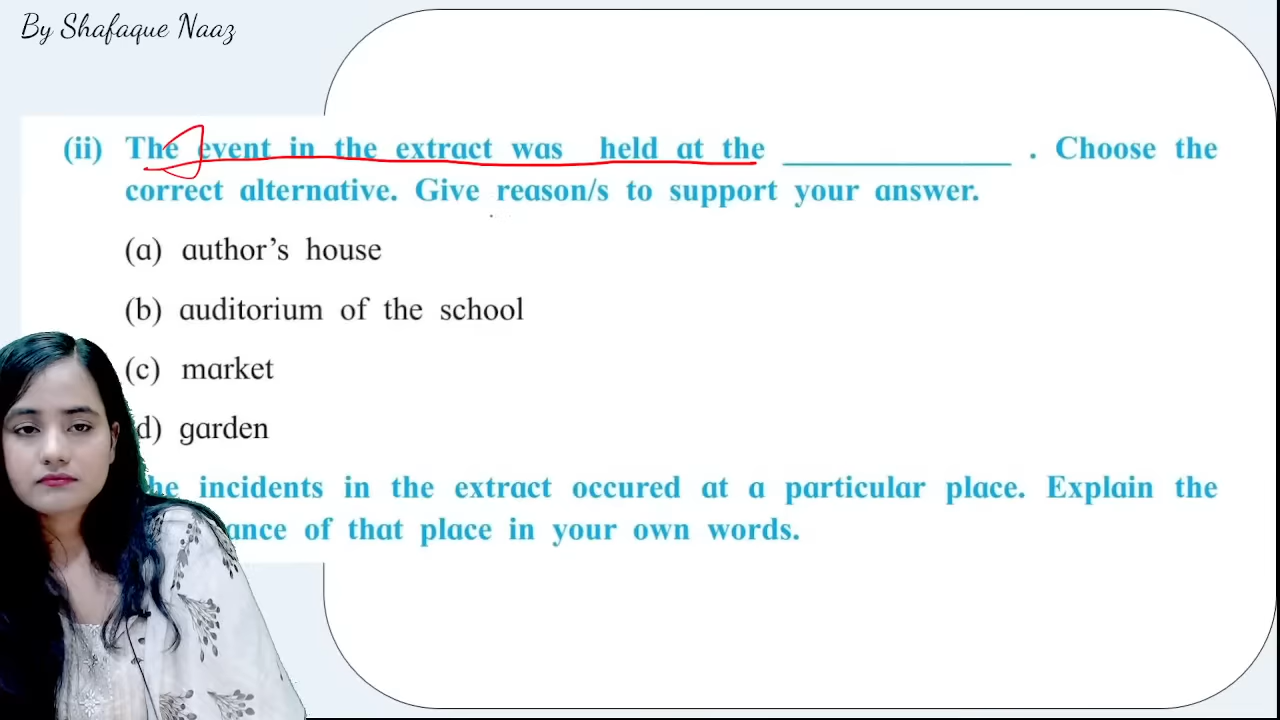 By Shafaque Naaz
(ii) The event in the extract was held at the ______________ . Choose the
correct alternative. Give reason/s to support your answer.
(a) author's house
(b) auditorium of the school
(c) market
d) garden
he incidents in the extract occured at a particular place. Explain the
ance of that place in your own words.